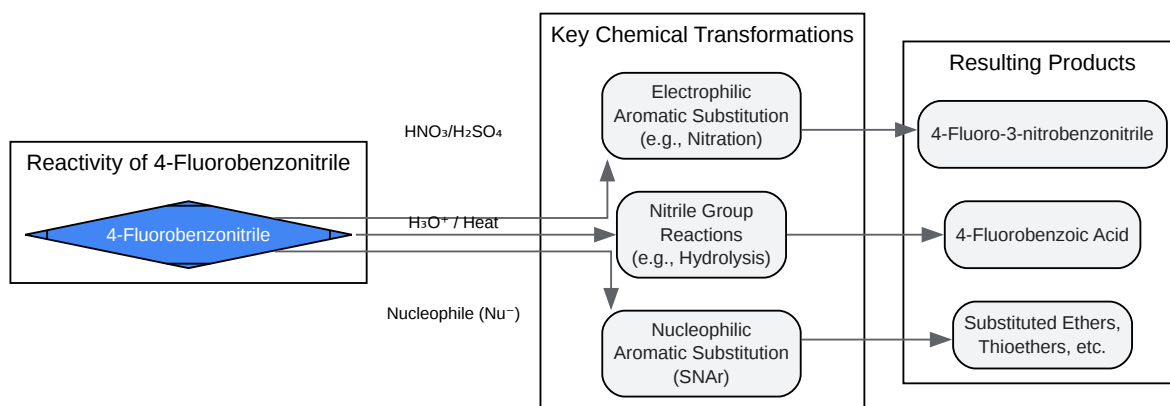 Key Chemical Transformations
Resulting Products
Electrophilic
Aromatic Substitution
(e.g., Nitration)
HNO₃/H₂SO₄
4-Fluoro-3-nitrobenzonitrile
Reactivity of 4-Fluorobenzonitrile
4-Fluorobenzonitrile
H₃O⁺ / Heat
Nitrile Group
Reactions
(e.g., Hydrolysis)
4-Fluorobenzoic Acid
Nucleophile (Nu⁻)
Nucleophilic
Aromatic Substitution
(SNAr)
Substituted Ethers,
Thioethers, etc.